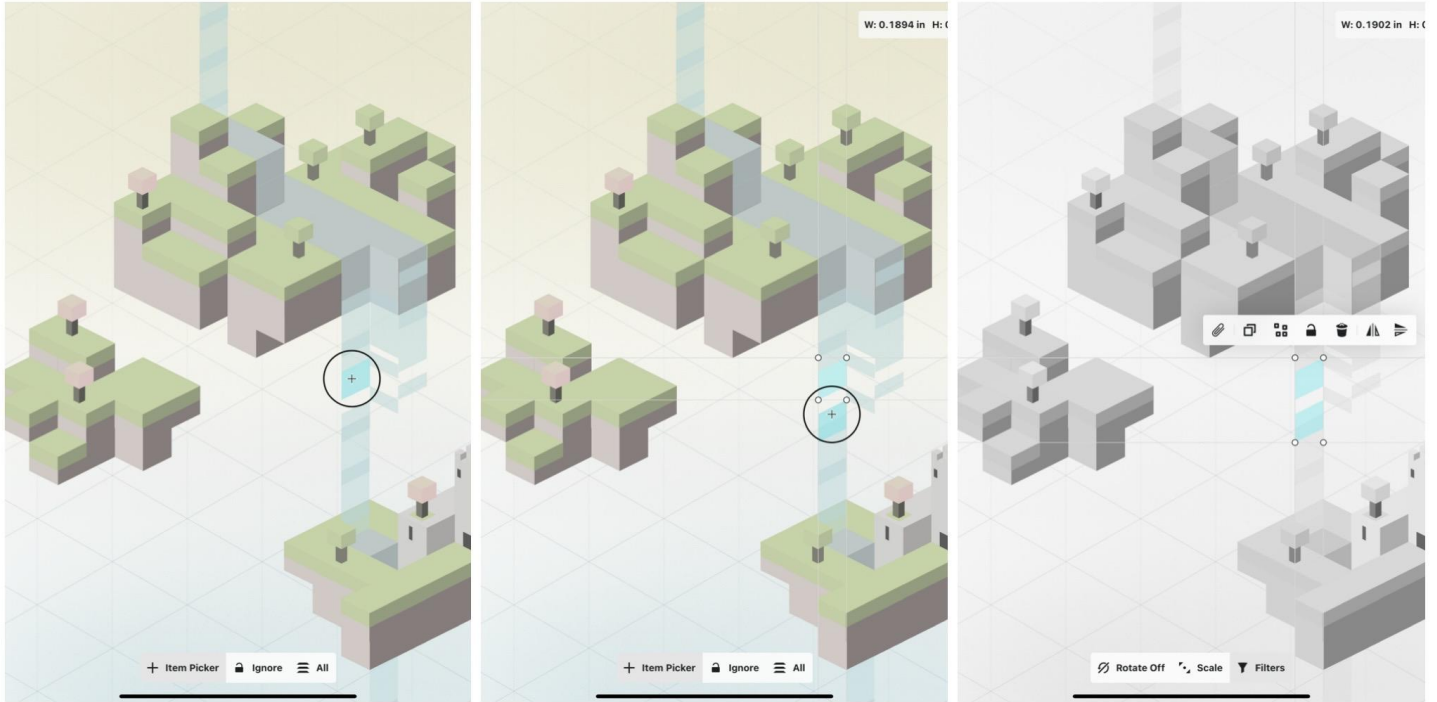 W: 0.1894 in H:
W: 0.1902 in H:
Item Picker Ignore All
Item Picker Ignore All
Rotate Off Scale Filters